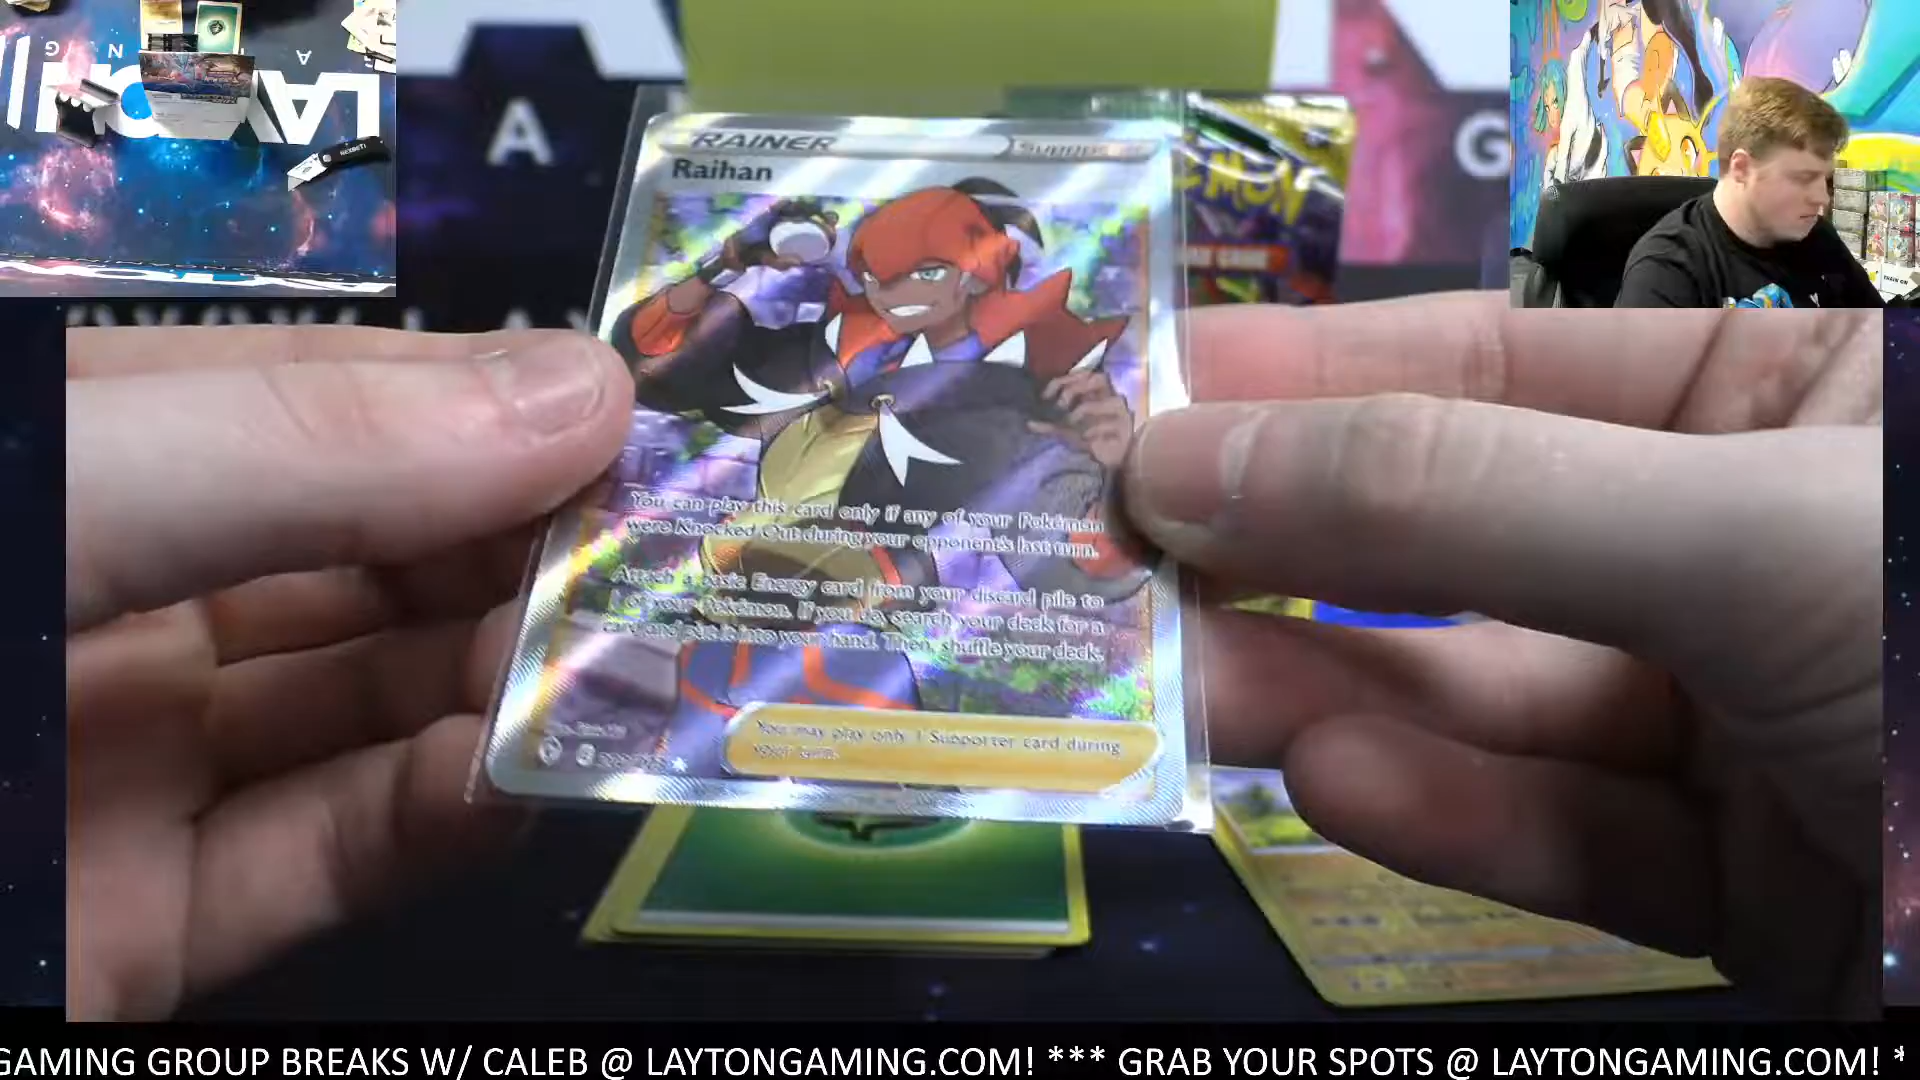 G N A
LAY
NEXBETI
A G
RAINER
Raihan
You can play this card only if any of your Pokémon
were Knocked Out during your opponent's last turn.
Attach a basic Energy card from your discard pile to
1 of your Pokémon. If you do, search your deck for a
card and put it into your hand. Then, shuffle your deck.
You may play only 1 Supporter card during
your turn.
GAMING GROUP BREAKS W/ CALEB @ LAYTONGAMING.COM! *** GRAB YOUR SPOTS @ LAYTONGAMING.COM! *